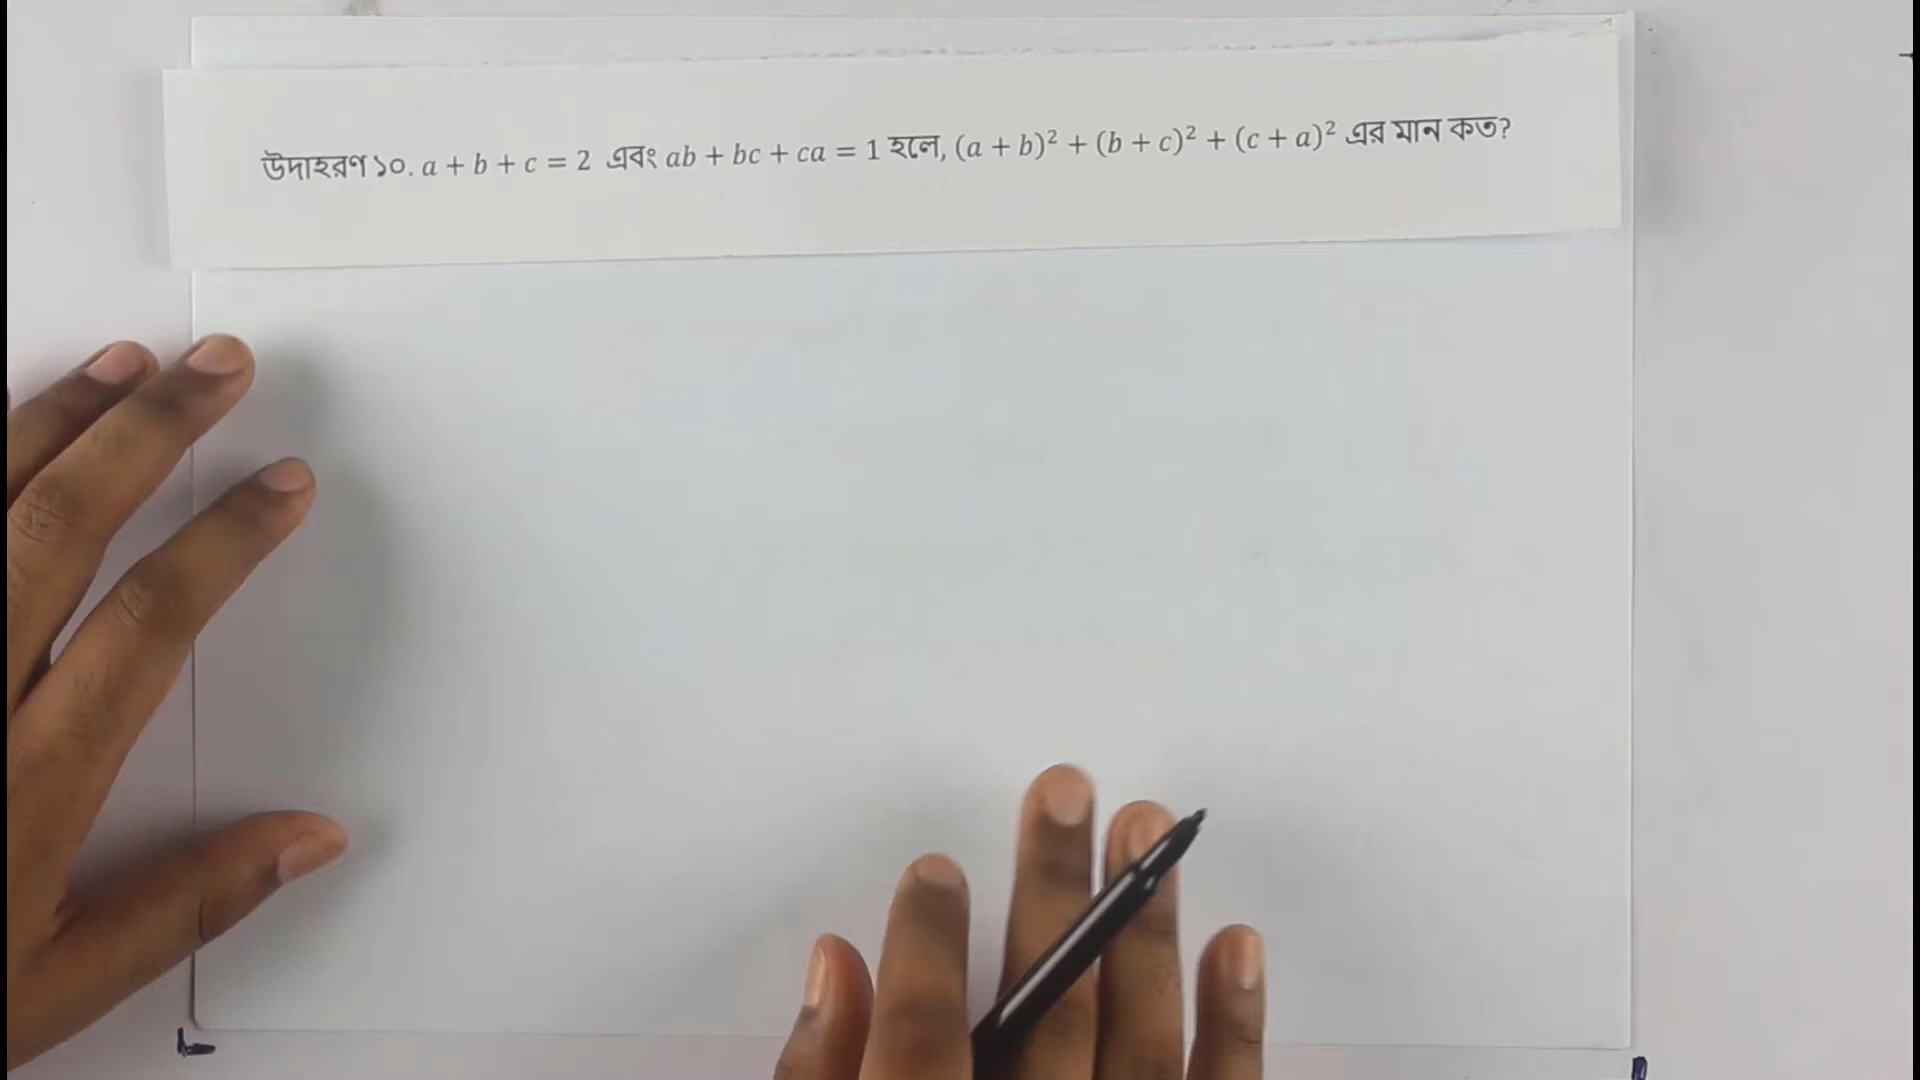 উদাহরণ ১০. a + b + c = 2 এবং ab + bc + ca = 1 হলে, (a + b)² + (b + c)² + (c + a)² এর মান কত?